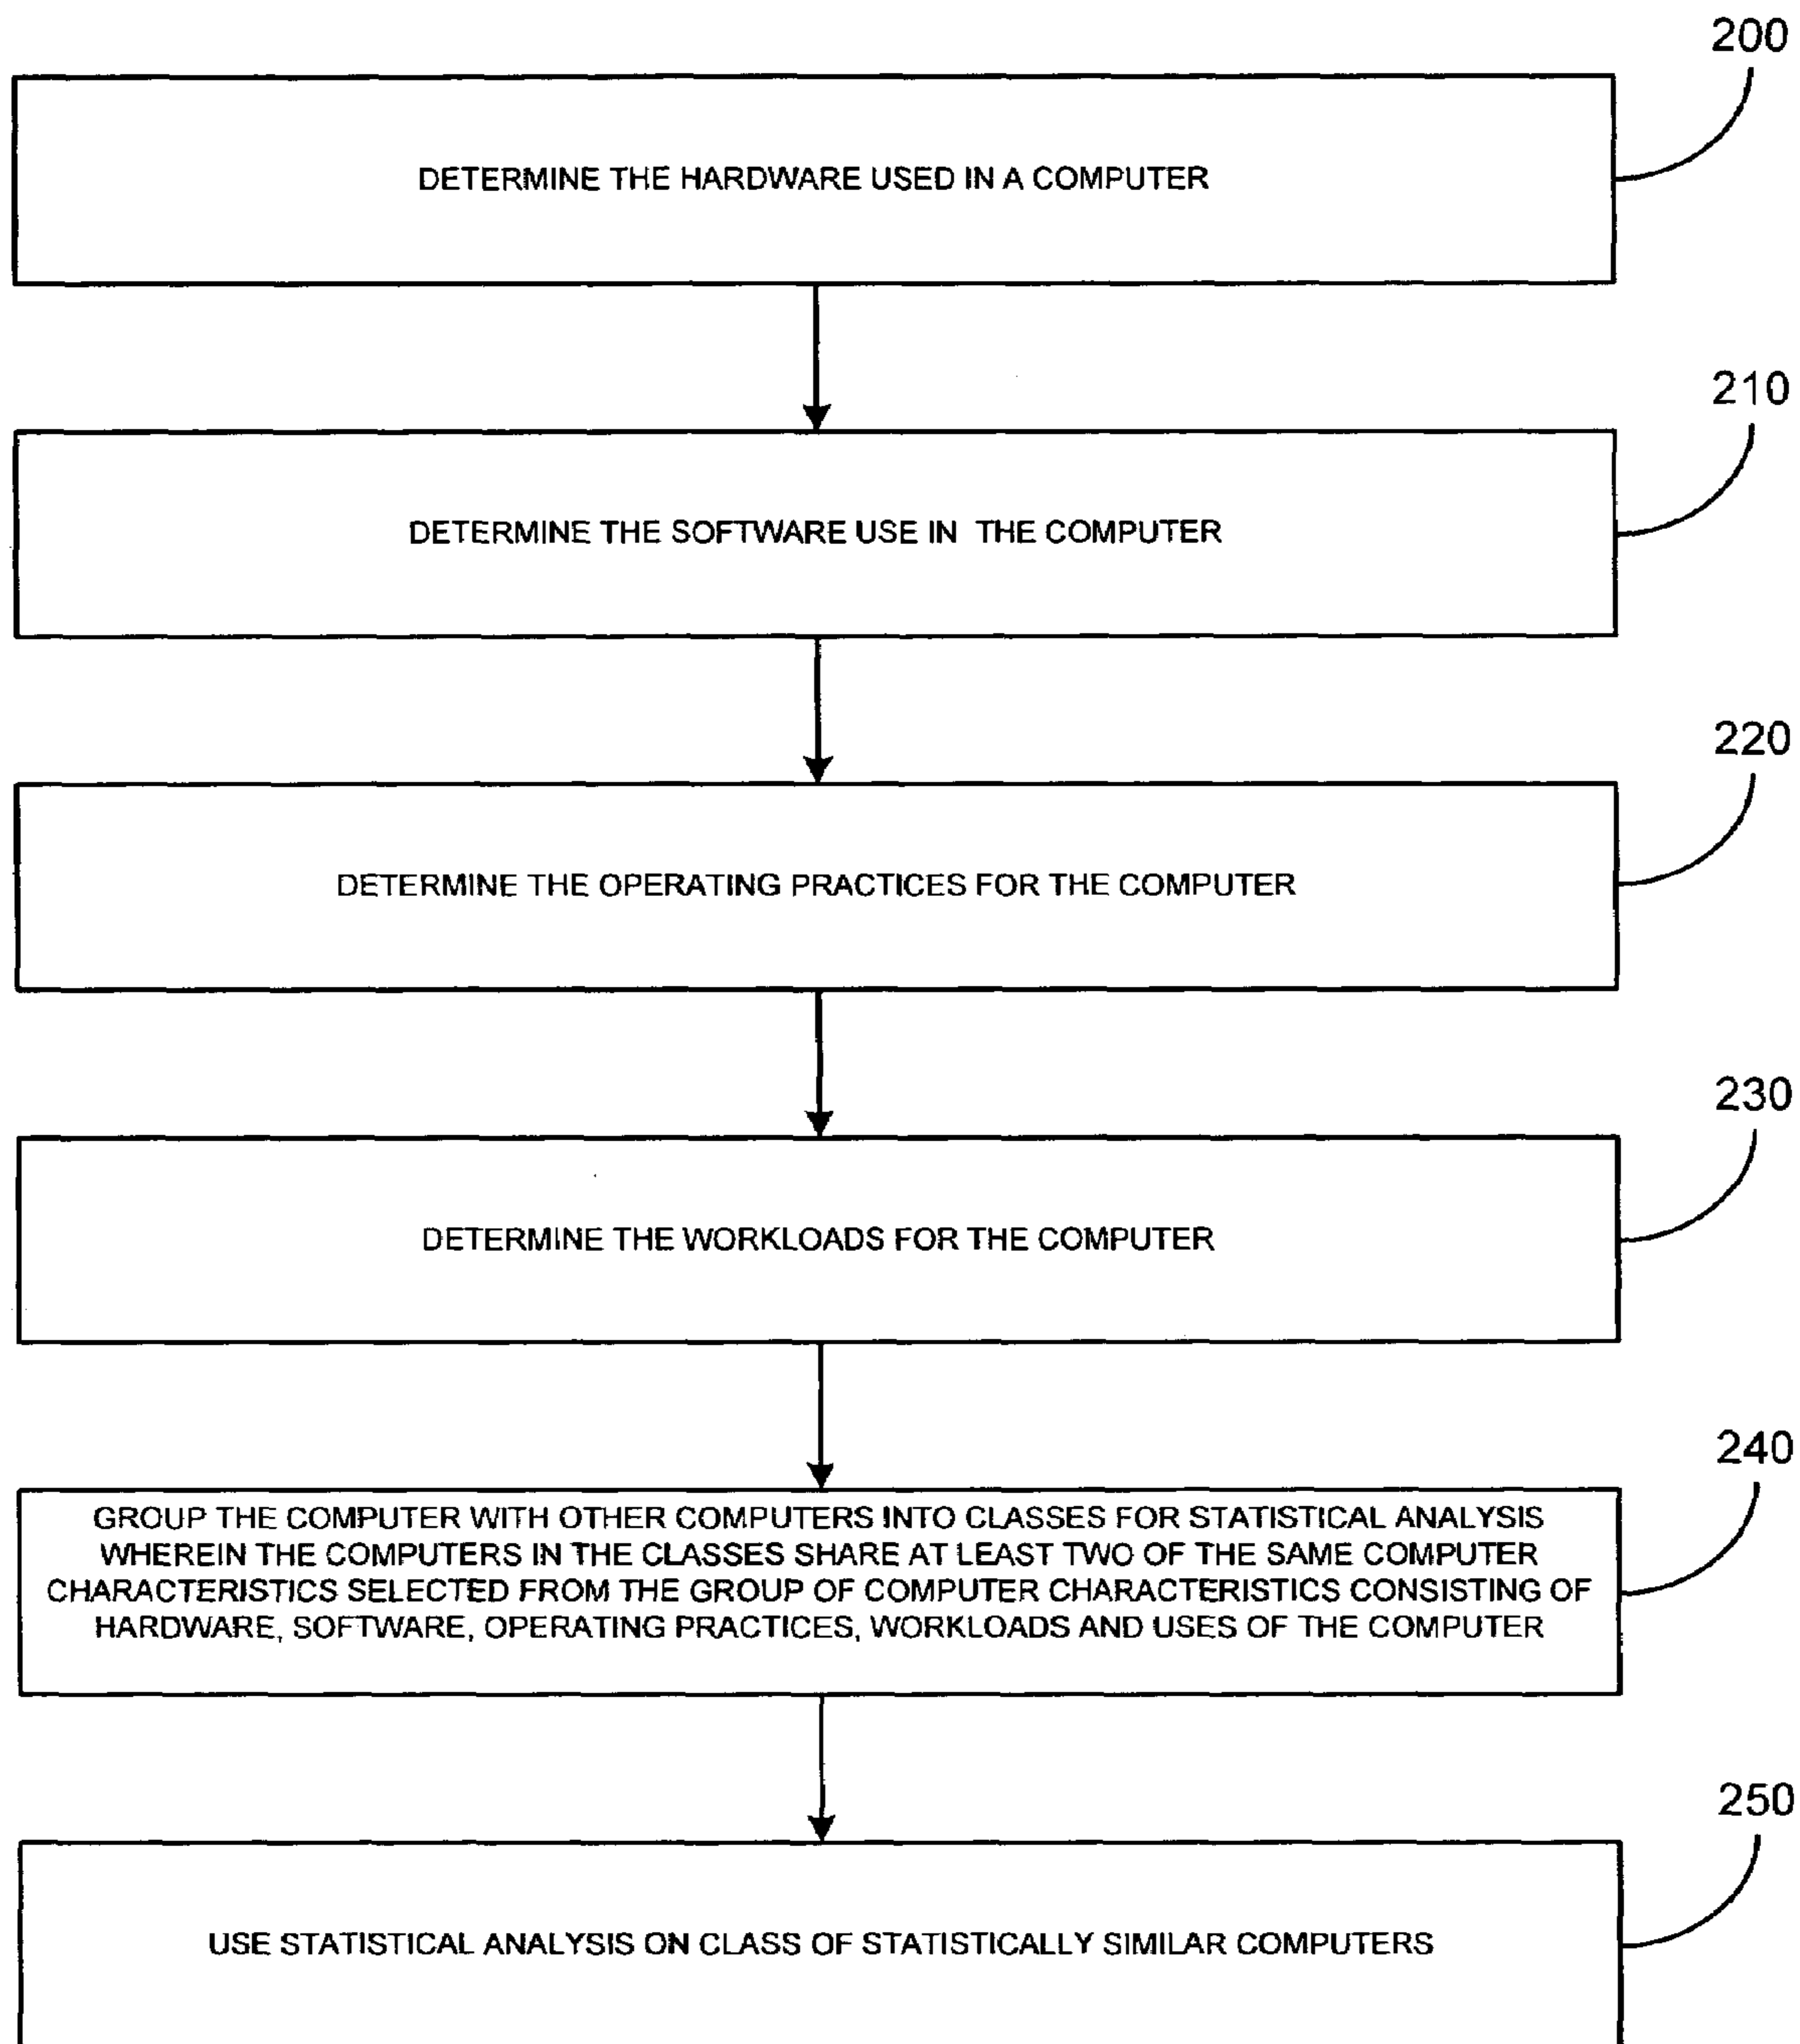 200
DETERMINE THE HARDWARE USED IN A COMPUTER
210
DETERMINE THE SOFTWARE USE IN THE COMPUTER
220
DETERMINE THE OPERATING PRACTICES FOR THE COMPUTER
230
DETERMINE THE WORKLOADS FOR THE COMPUTER
240
GROUP THE COMPUTER WITH OTHER COMPUTERS INTO CLASSES FOR STATISTICAL ANALYSIS
WHEREIN THE COMPUTERS IN THE CLASSES SHARE AT LEAST TWO OF THE SAME COMPUTER
CHARACTERISTICS SELECTED FROM THE GROUP OF COMPUTER CHARACTERISTICS CONSISTING OF
HARDWARE, SOFTWARE, OPERATING PRACTICES, WORKLOADS AND USES OF THE COMPUTER
250
USE STATISTICAL ANALYSIS ON CLASS OF STATISTICALLY SIMILAR COMPUTERS